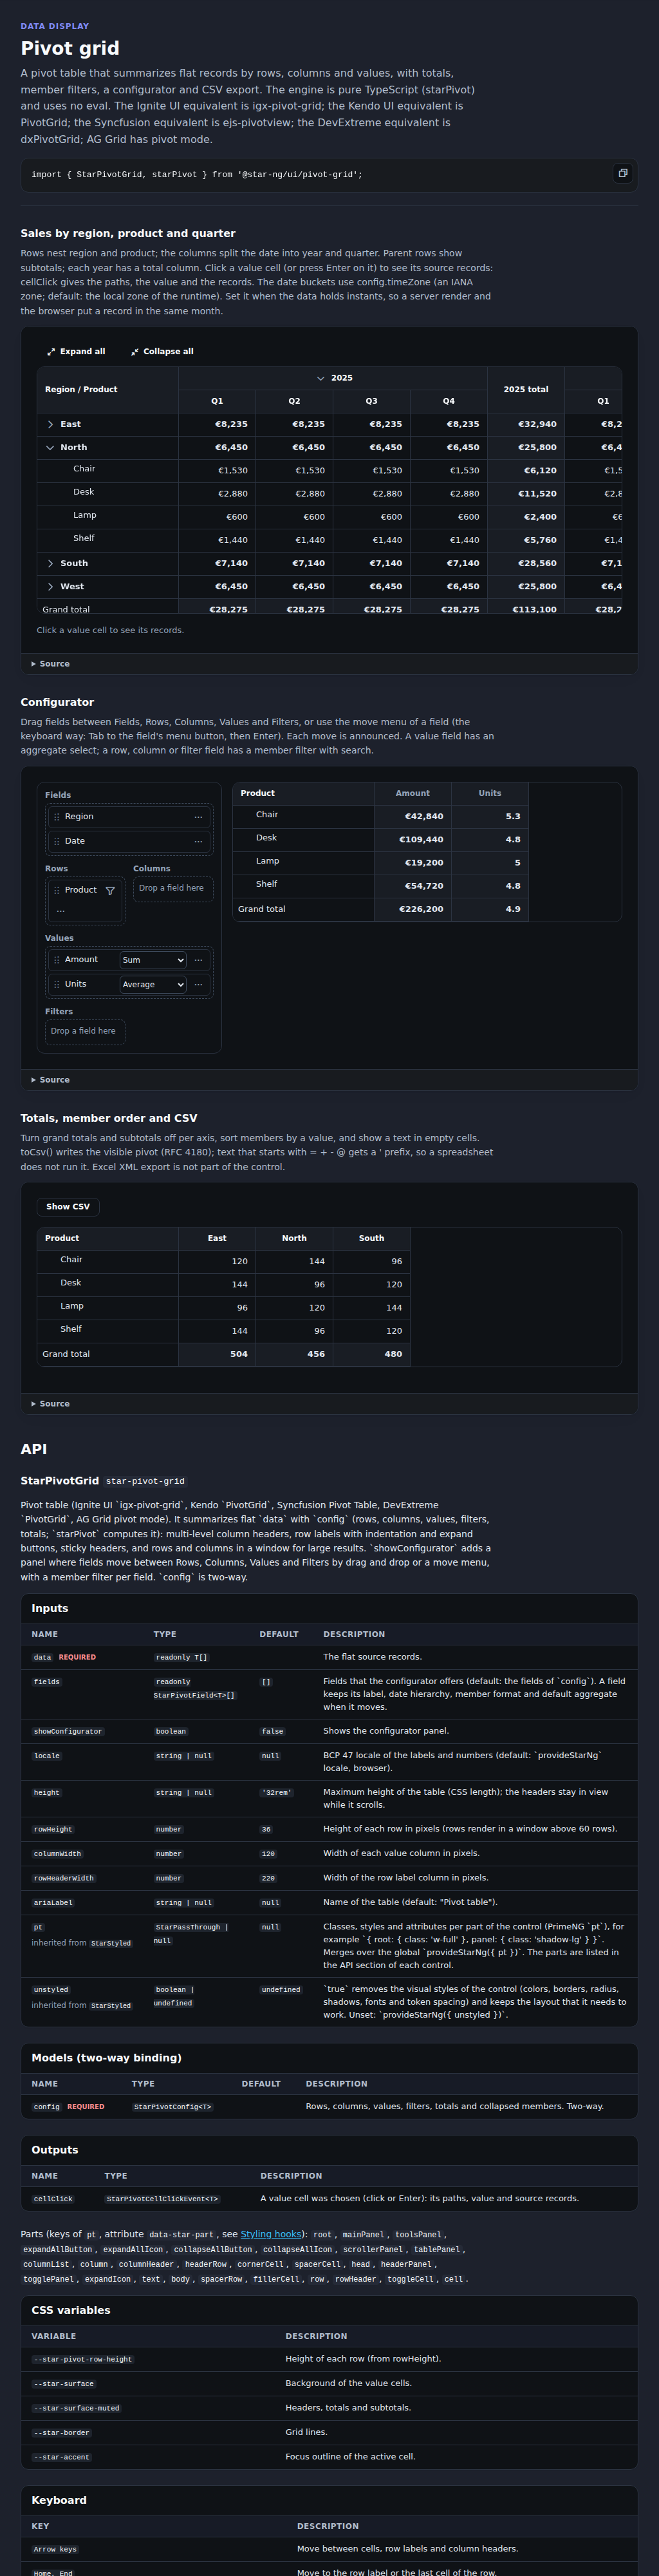 DATA DISPLAY
Pivot grid
A pivot table that summarizes flat records by rows, columns and values, with totals,
member filters, a configurator and CSV export. The engine is pure TypeScript (starPivot)
and uses no eval. The Ignite UI equivalent is igx-pivot-grid; the Kendo UI equivalent is
PivotGrid; the Syncfusion equivalent is ejs-pivotview; the DevExtreme equivalent is
dxPivotGrid; AG Grid has pivot mode.
import { StarPivotGrid, starPivot } from '@star-ng/ui/pivot-grid';
Sales by region, product and quarter
Rows nest region and product; the columns split the date into year and quarter. Parent rows show
subtotals; each year has a total column. Click a value cell (or press Enter on it) to see its source records:
cellClick gives the paths, the value and the records. The date buckets use config.timeZone (an IANA
zone; default: the local zone of the runtime). Set it when the data holds instants, so a server render and
the browser put a record in the same month.
Expand all Collapse all
Region / Product 2025 2025 total
Q1 Q2 Q3 Q4 Q1
East €8,235 €8,235 €8,235 €8,235 €32,940 €8,2
North €6,450 €6,450 €6,450 €6,450 €25,800 €6,4
Chair €1,530 €1,530 €1,530 €1,530 €6,120 €1,5
Desk €2,880 €2,880 €2,880 €2,880 €11,520 €2,8
Lamp €600 €600 €600 €600 €2,400 €6
Shelf €1,440 €1,440 €1,440 €1,440 €5,760 €1,4
South €7,140 €7,140 €7,140 €7,140 €28,560 €7,1
West €6,450 €6,450 €6,450 €6,450 €25,800 €6,4
Grand total €28,275 €28,275 €28,275 €28,275 €113,100 €28,2
Click a value cell to see its records.
Source
Configurator
Drag fields between Fields, Rows, Columns, Values and Filters, or use the move menu of a field (the
keyboard way: Tab to the field's menu button, then Enter). Each move is announced. A value field has an
aggregate select; a row, column or filter field has a member filter with search.
Fields
Region ...
Date ...
Rows Columns
Product ...
Drop a field here
Values
Amount Sum ...
Units Average ...
Filters
Drop a field here
Product Amount Units
Chair €42,840 5.3
Desk €109,440 4.8
Lamp €19,200 5
Shelf €54,720 4.8
Grand total €226,200 4.9
Source
Totals, member order and CSV
Turn grand totals and subtotals off per axis, sort members by a value, and show a text in empty cells.
toCsv() writes the visible pivot (RFC 4180); text that starts with = + - @ gets a ' prefix, so a spreadsheet
does not run it. Excel XML export is not part of the control.
Show CSV
Product East North South
Chair 120 144 96
Desk 144 96 120
Lamp 96 120 144
Shelf 144 96 120
Grand total 504 456 480
Source
API
StarPivotGrid star-pivot-grid
Pivot table (Ignite UI `igx-pivot-grid`, Kendo `PivotGrid`, Syncfusion Pivot Table, DevExtreme
`PivotGrid`, AG Grid pivot mode). It summarizes flat `data` with `config` (rows, columns, values, filters,
totals; `starPivot` computes it): multi-level column headers, row labels with indentation and expand
buttons, sticky headers, and rows and columns in a window for large results. `showConfigurator` adds a
panel where fields move between Rows, Columns, Values and Filters by drag and drop or a move menu,
with a member filter per field. `config` is two-way.
Inputs
NAME TYPE DEFAULT DESCRIPTION
data REQUIRED readonly T[] The flat source records.
fields readonly StarPivotField<T>[] [] Fields that the configurator offers (default: the fields of `config`). A field
keeps its label, date hierarchy, member format and default aggregate
when it moves.
showConfigurator boolean false Shows the configurator panel.
locale string | null null BCP 47 locale of the labels and numbers (default: `provideStarNg`
locale, browser).
height string | null '32rem' Maximum height of the table (CSS length); the headers stay in view
while it scrolls.
rowHeight number 36 Height of each row in pixels (rows render in a window above 60 rows).
columnWidth number 120 Width of each value column in pixels.
rowHeaderWidth number 220 Width of the row label column in pixels.
ariaLabel string | null null Name of the table (default: "Pivot table").
pt StarPassThrough | null null Classes, styles and attributes per part of the control (PrimeNG `pt`), for
inherited from StarStyled example `{ root: { class: 'w-full' }, panel: { class: 'shadow-lg' } }`.
Merges over the global `provideStarNg({ pt })`. The parts are listed in
the API section of each control.
unstyled boolean | undefined undefined `true` removes the visual styles of the control (colors, borders, radius,
inherited from StarStyled shadows, fonts and token spacing) and keeps the layout that it needs to
work. Unset: `provideStarNg({ unstyled })`.
Models (two-way binding)
NAME TYPE DEFAULT DESCRIPTION
config REQUIRED StarPivotConfig<T> Rows, columns, values, filters, totals and collapsed members. Two-way.
Outputs
NAME TYPE DESCRIPTION
cellClick StarPivotCellClickEvent<T> A value cell was chosen (click or Enter): its paths, value and source records.
Parts (keys of pt, attribute data-star-part, see Styling hooks): root, mainPanel, toolsPanel,
expandAllButton, expandAllIcon, collapseAllButton, collapseAllIcon, scrollerPanel, tablePanel,
columnList, column, columnHeader, headerRow, cornerCell, spacerCell, head, headerPanel,
togglePanel, expandIcon, text, body, spacerRow, fillerCell, row, rowHeader, toggleCell, cell.
CSS variables
VARIABLE DESCRIPTION
--star-pivot-row-height Height of each row (from rowHeight).
--star-surface Background of the value cells.
--star-surface-muted Headers, totals and subtotals.
--star-border Grid lines.
--star-accent Focus outline of the active cell.
Keyboard
KEY DESCRIPTION
Arrow keys Move between cells, row labels and column headers.
Home, End Move to the row label or the last cell of the row.